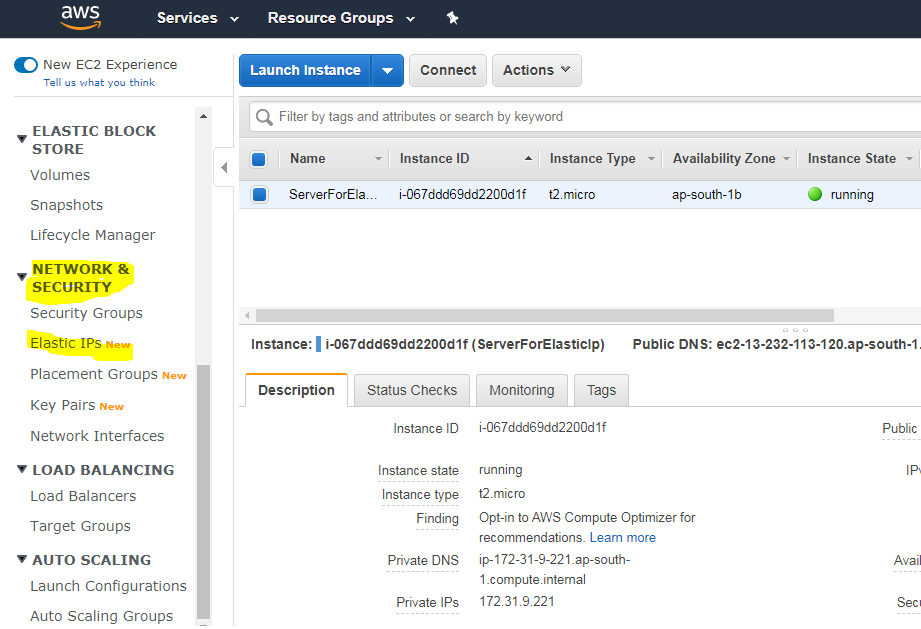 aws
Services
Resource Groups
New EC2 Experience
Tell us what you think
ELASTIC BLOCK
STORE
Volumes
Snapshots
Lifecycle Manager
NETWORK &
SECURITY
Security Groups
Elastic IPs New
Placement Groups New
Key Pairs New
Network Interfaces
LOAD BALANCING
Load Balancers
Target Groups
AUTO SCALING
Launch Configurations
Auto Scaling Groups
Launch Instance
Connect
Actions
Filter by tags and attributes or search by keyword
Name
Instance ID
Instance Type
Availability Zone
Instance State
ServerForEla...
i-067ddd69dd2200d1f
t2.micro
ap-south-1b
running
Instance: i-067ddd69dd2200d1f (ServerForElasticIp)
Public DNS: ec2-13-232-113-120.ap-south-1.
Description
Status Checks
Monitoring
Tags
Instance ID
i-067ddd69dd2200d1f
Public
Instance state
running
IPv
Instance type
t2.micro
Finding
Opt-in to AWS Compute Optimizer for
recommendations. Learn more
Private DNS
ip-172-31-9-221.ap-south-
1.compute.internal
Avail
Private IPs
172.31.9.221
Secu